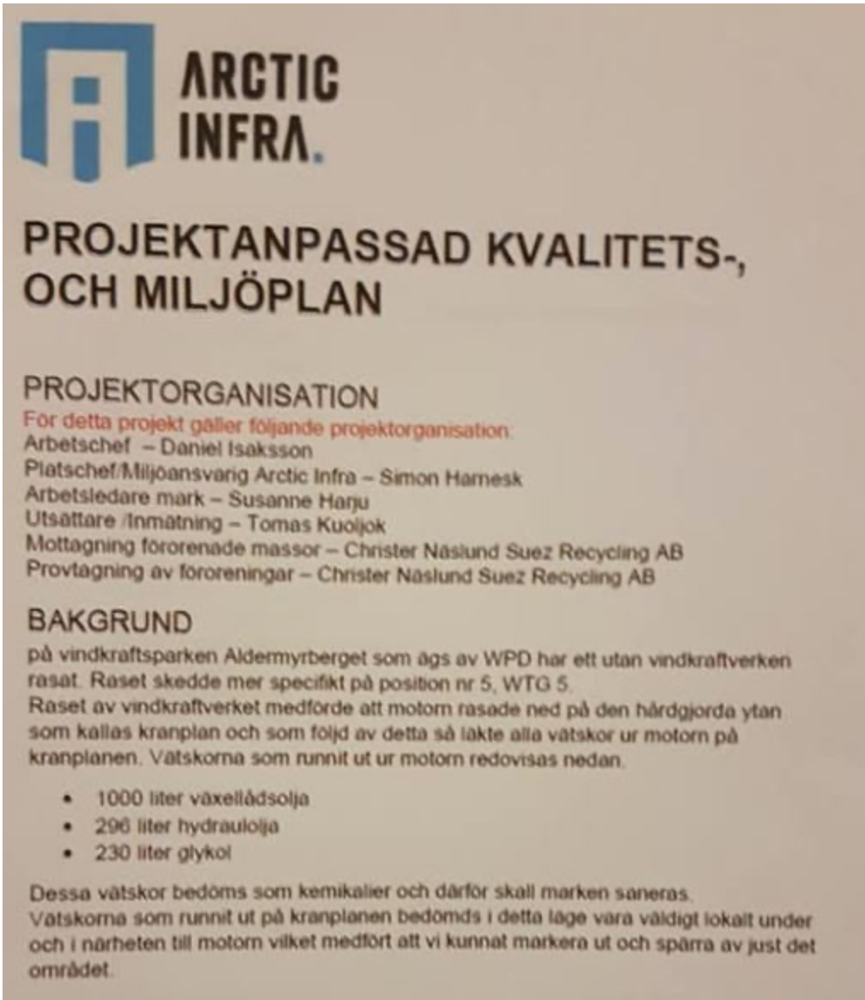 ARCTIC
INFRA.
PROJEKTANPASSAD KVALITETS-,
OCH MILJÖPLAN
PROJEKTORGANISATION
För detta projekt gäller följande projektorganisation:
Arbetschef – Daniel Isaksson
Platschef/Miljöansvarig Arctic Infra – Simon Harnesk
Arbetsledare mark – Susanne Harju
Utsättare /Inmätning – Tomas Kuoljok
Mottagning förorenade massor – Christer Näslund Suez Recycling AB
Provtagning av föroreningar – Christer Näslund Suez Recycling AB
BAKGRUND
på vindkraftsparken Aldermyrberget som ägs av WPD har ett utan vindkraftverken
rasat. Raset skedde mer specifikt på position nr 5, WTG 5.
Raset av vindkraftverket medförde att motorn rasade ned på den hårdgjorda ytan
som kallas kranplan och som följd av detta så läkte alla vätskor ur motorn på
kranplanen. Vätskorna som runnit ut ur motorn redovisas nedan.
• 1000 liter växellådsolja
• 296 liter hydraulolja
• 230 liter glykol
Dessa vätskor bedöms som kemikalier och därför skall marken saneras.
Vätskorna som runnit ut på kranplanen bedömds i detta läge vara väldigt lokalt under
och i närheten till motorn vilket medfört att vi kunnat markera ut och spärra av just det
området.